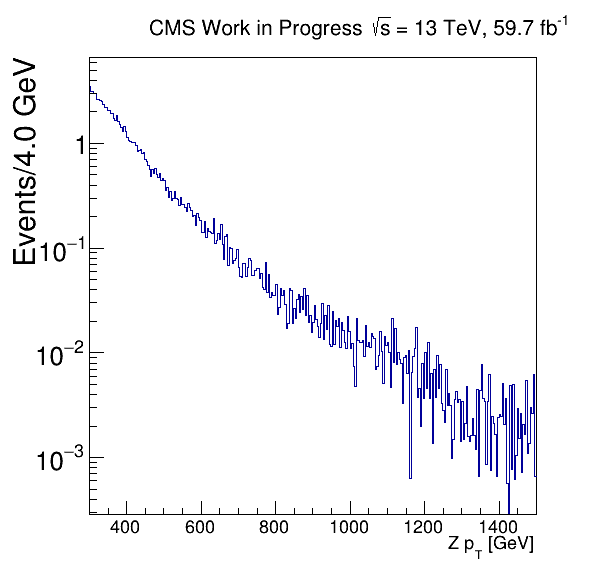 CMS Work in Progress √s = 13 TeV, 59.7 fb⁻¹
Events/4.0 GeV
1
10⁻¹
10⁻²
10⁻³
400 600 800 1000 1200 1400
Z p_T [GeV]